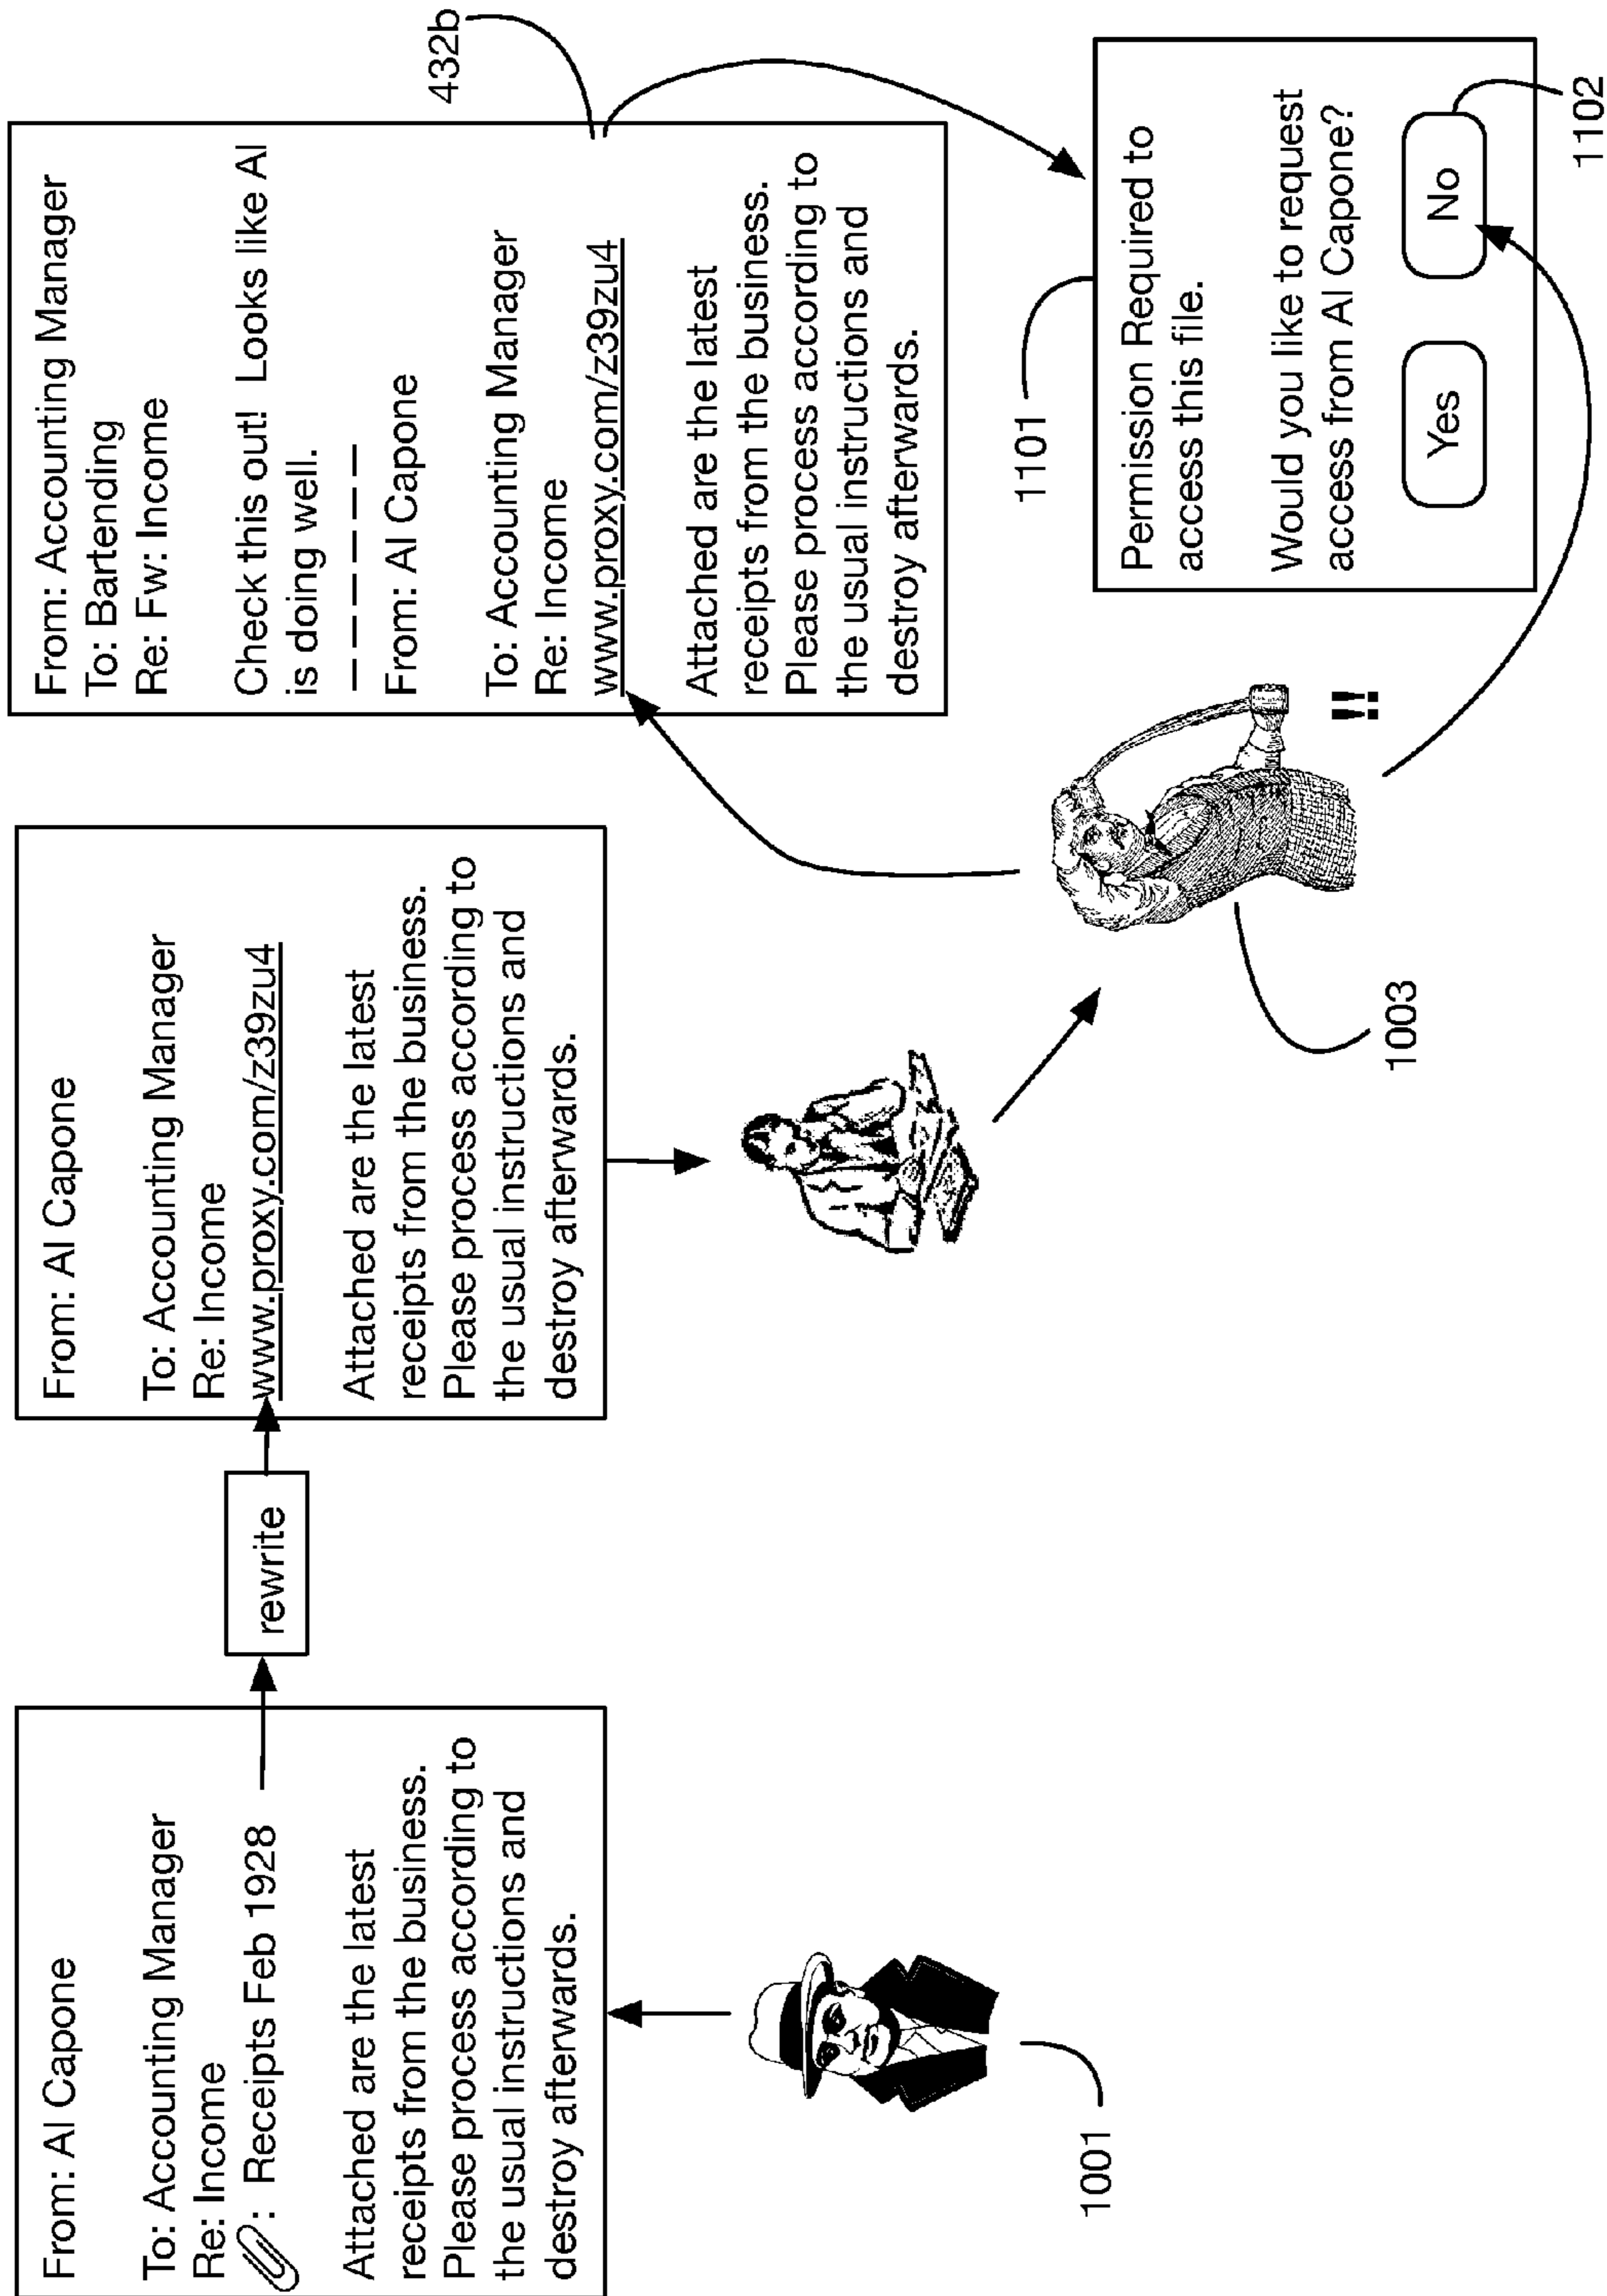 From: Al Capone
To: Accounting Manager
Re: Income
: Receipts Feb 1928
Attached are the latest
receipts from the business.
Please process according to
the usual instructions and
destroy afterwards.
1001
rewrite
From: Al Capone
To: Accounting Manager
Re: Income
www.proxy.com/z39zu4
Attached are the latest
receipts from the business.
Please process according to
the usual instructions and
destroy afterwards.
From: Accounting Manager
To: Bartending
Re: Fw: Income
Check this out!  Looks like Al
is doing well.
— — — — — —
From: Al Capone
To: Accounting Manager
Re: Income
www.proxy.com/z39zu4
Attached are the latest
receipts from the business.
Please process according to
the usual instructions and
destroy afterwards.
432b
!!
1003
1101
Permission Required to
access this file.
Would you like to request
access from Al Capone?
Yes
No
1102